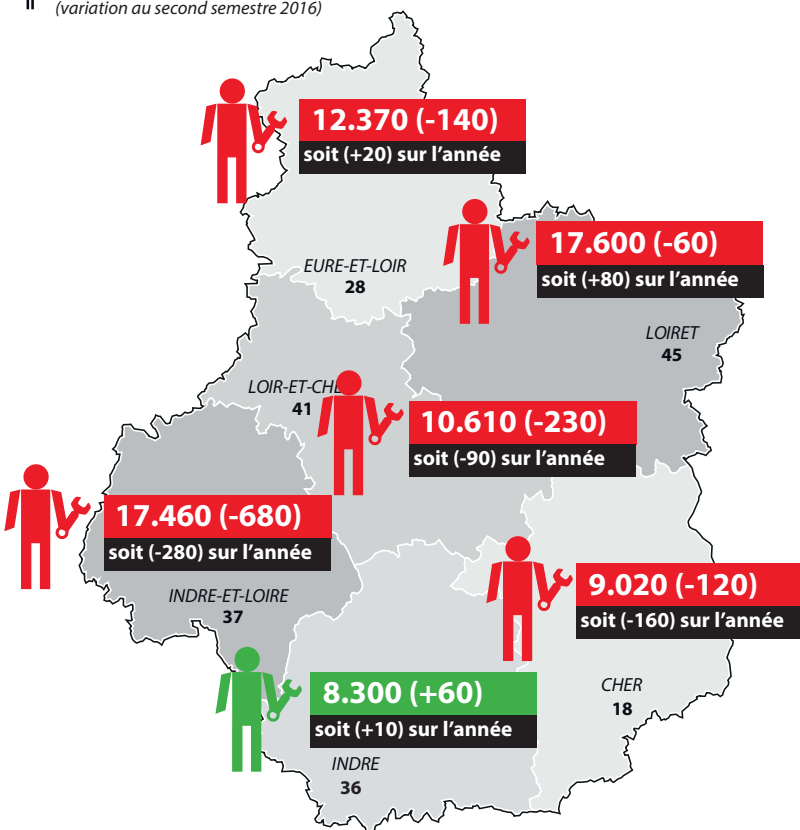 (variation au second semestre 2016)
12.370 (-140)
soit (+20) sur l’année
EURE-ET-LOIR
28
17.600 (-60)
soit (+80) sur l’année
LOIRET
45
LOIR-ET-CHE
41
10.610 (-230)
soit (-90) sur l’année
17.460 (-680)
soit (-280) sur l’année
INDRE-ET-LOIRE
37
9.020 (-120)
soit (-160) sur l’année
CHER
18
8.300 (+60)
soit (+10) sur l’année
INDRE
36